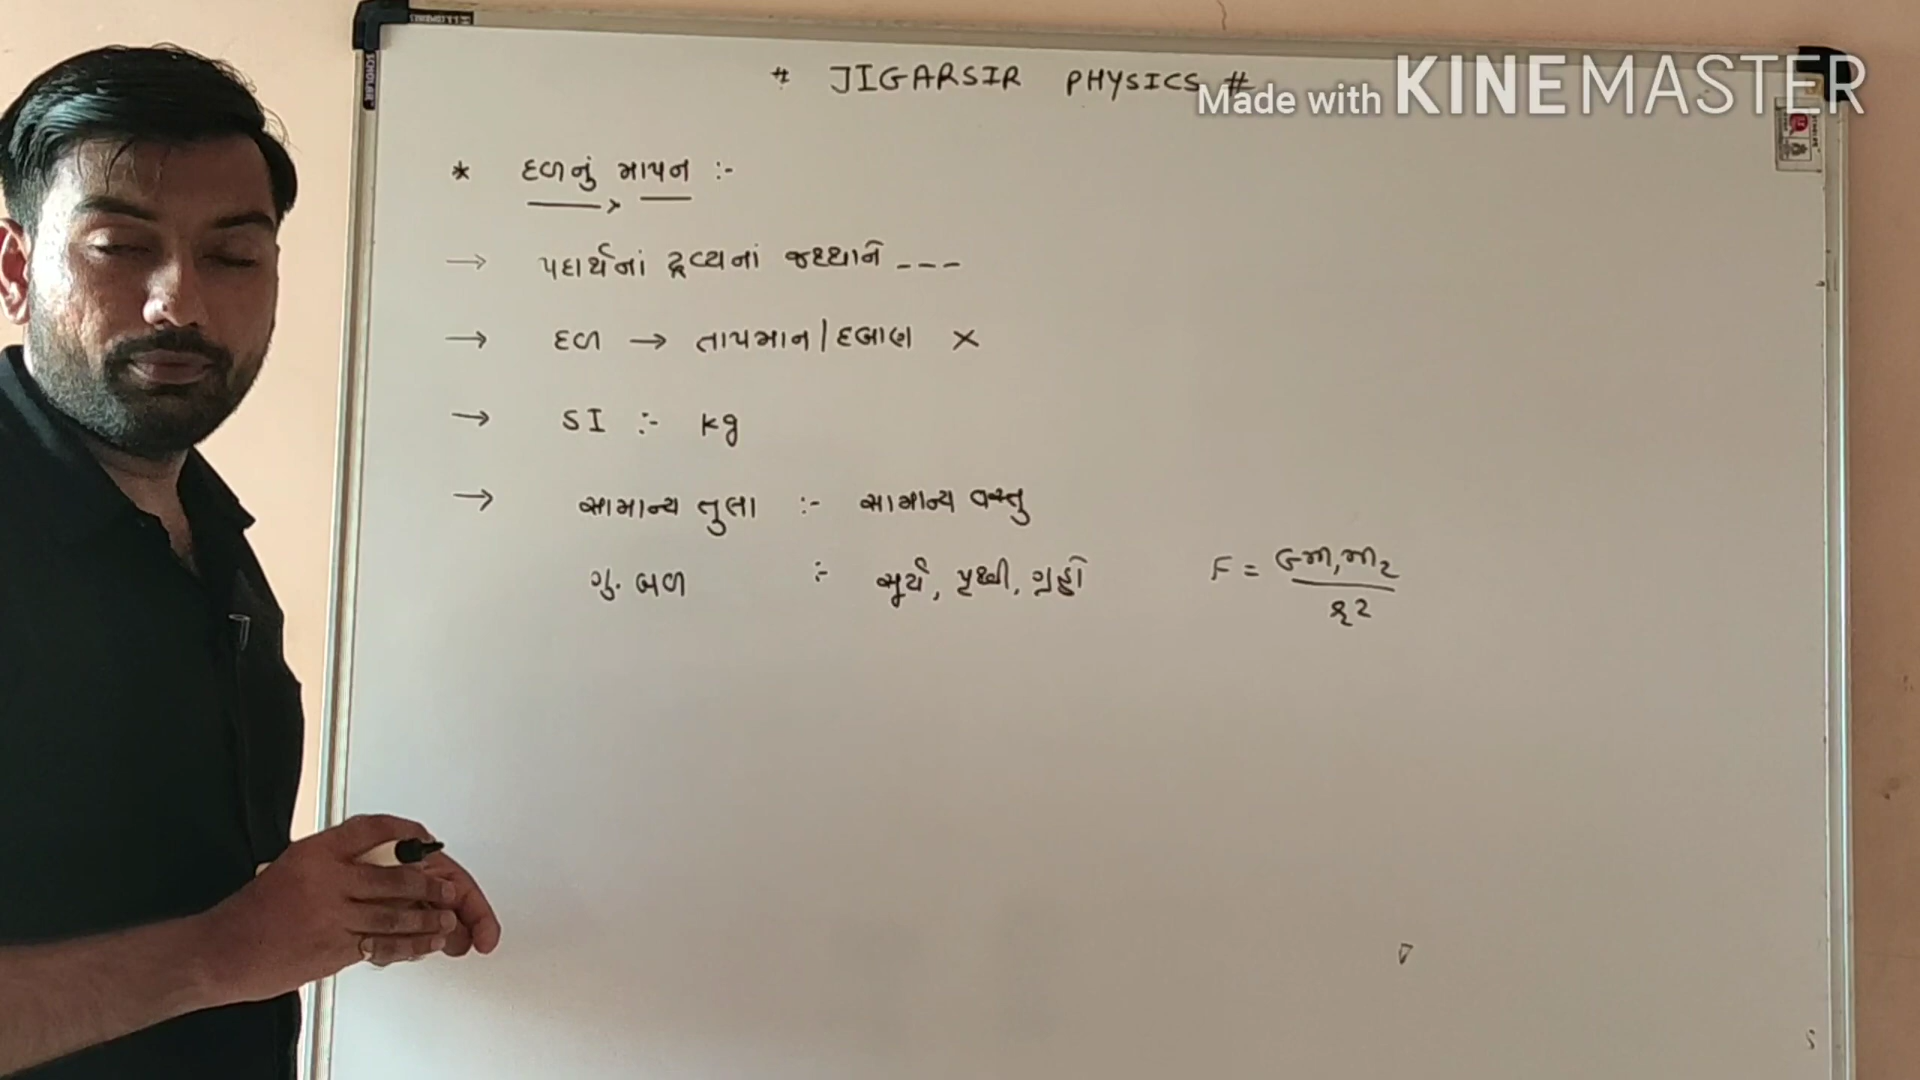 # JIGARSIR PHYSICS #
Made with KINEMASTER
* દળનું માપન :-
→ પદાર્થનાં દ્રવ્યનાં જથ્થાને ---
→ દળ → તાપમાન / દબાણ ×
→ SI :- kg
→ સામાન્ય તુલા :- સામાન્ય વસ્તુ
ગુ. બળ :- સૂર્ય, પૃથ્વી, ગ્રહો F = Gm₁m₂ / r²
SCHOLAR